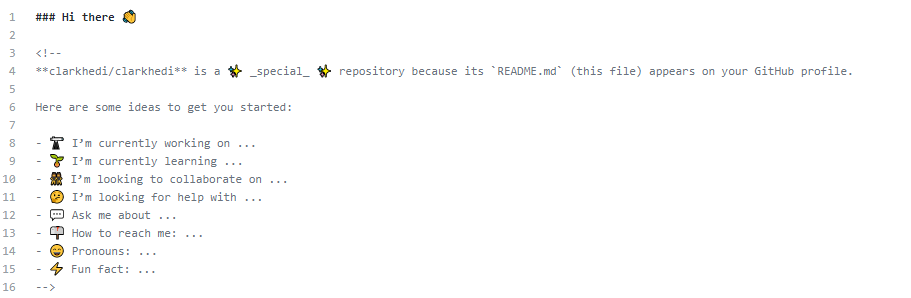 1 ### Hi there 👋
2
3 <!--
4 **clarkhedi/clarkhedi** is a ✨ _special_ ✨ repository because its `README.md` (this file) appears on your GitHub profile.
5
6 Here are some ideas to get you started:
7
8 - 🔭 I’m currently working on ...
9 - 🌱 I’m currently learning ...
10 - 👯 I’m looking to collaborate on ...
11 - 🤔 I’m looking for help with ...
12 - 💬 Ask me about ...
13 - 📫 How to reach me: ...
14 - 😄 Pronouns: ...
15 - ⚡ Fun fact: ...
16 -->